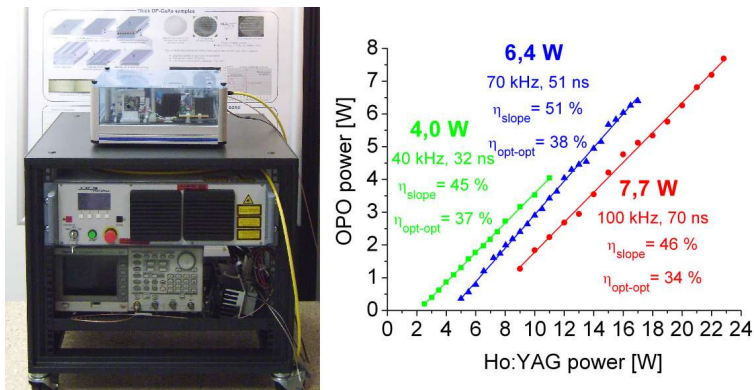 Thick OP-GaAs samples
8
7
6
5
4
3
2
1
0
OPO power [W]
6,4 W
70 kHz, 51 ns
ηslope = 51 %
ηopt-opt = 38 %
4,0 W
40 kHz, 32 ns
ηslope = 45 %
ηopt-opt = 37 %
7,7 W
100 kHz, 70 ns
ηslope = 46 %
ηopt-opt = 34 %
0 2 4 6 8 10 12 14 16 18 20 22 24
Ho:YAG power [W]